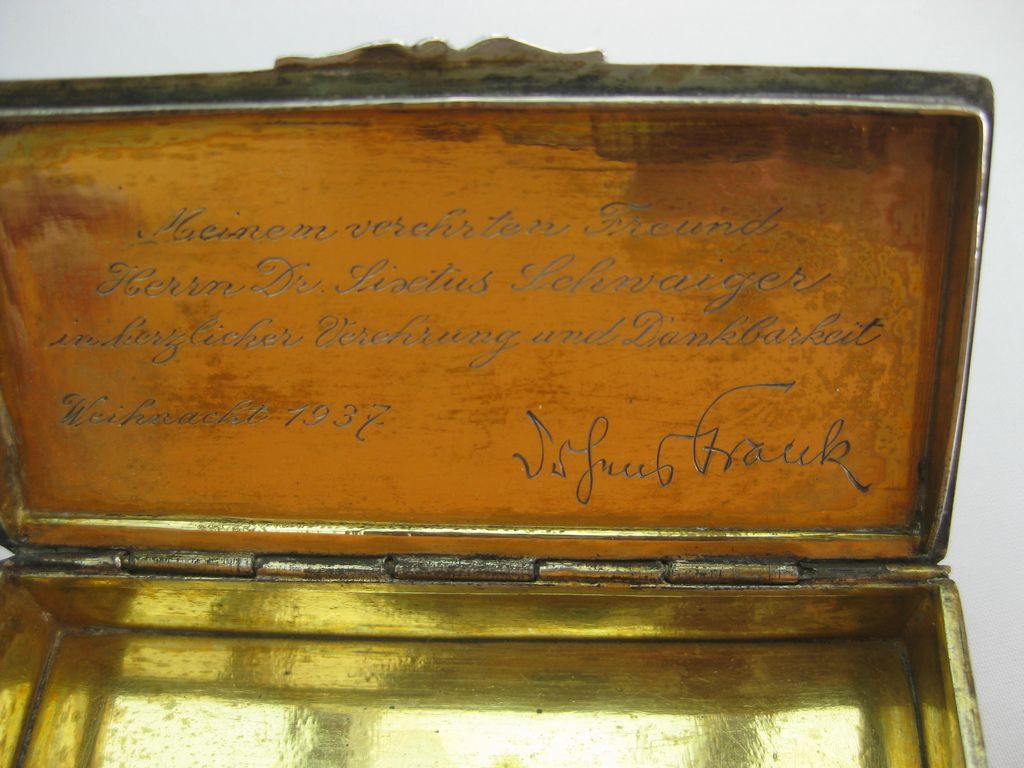 Meinem verehrten Freund
Herrn Dr. Sixtus Schwaiger
in herzlicher Verehrung und Dankbarkeit
Weihnacht 1937.
Dr Hans Frank